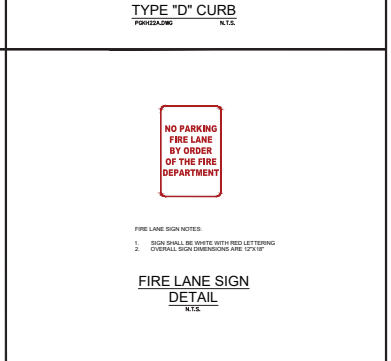 TYPE "D" CURB
PGKH22A.DWG N.T.S.
NO PARKING
FIRE LANE
BY ORDER
OF THE FIRE
DEPARTMENT
FIRE LANE SIGN NOTES:
1. SIGN SHALL BE WHITE WITH RED LETTERING
2. OVERALL SIGN DIMENSIONS ARE 12"X18"
FIRE LANE SIGN
DETAIL
N.T.S.